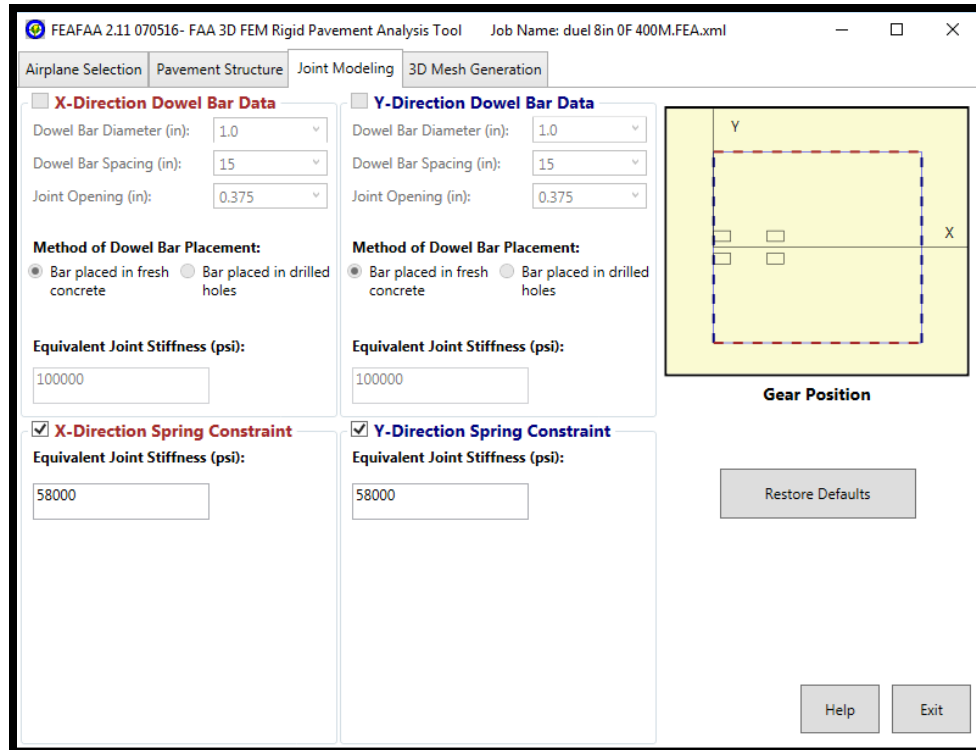 FEAFAA 2.11 070516- FAA 3D FEM Rigid Pavement Analysis Tool Job Name: duel 8in 0F 400M.FEA.xml
Airplane Selection Pavement Structure Joint Modeling 3D Mesh Generation
X-Direction Dowel Bar Data
Dowel Bar Diameter (in): 1.0
Dowel Bar Spacing (in): 15
Joint Opening (in): 0.375
Method of Dowel Bar Placement:
Bar placed in fresh concrete
Bar placed in drilled holes
Equivalent Joint Stiffness (psi):
100000
Y-Direction Dowel Bar Data
Dowel Bar Diameter (in): 1.0
Dowel Bar Spacing (in): 15
Joint Opening (in): 0.375
Method of Dowel Bar Placement:
Bar placed in fresh concrete
Bar placed in drilled holes
Equivalent Joint Stiffness (psi):
100000
Y
X
Gear Position
X-Direction Spring Constraint
Equivalent Joint Stiffness (psi):
58000
Y-Direction Spring Constraint
Equivalent Joint Stiffness (psi):
58000
Restore Defaults
Help Exit